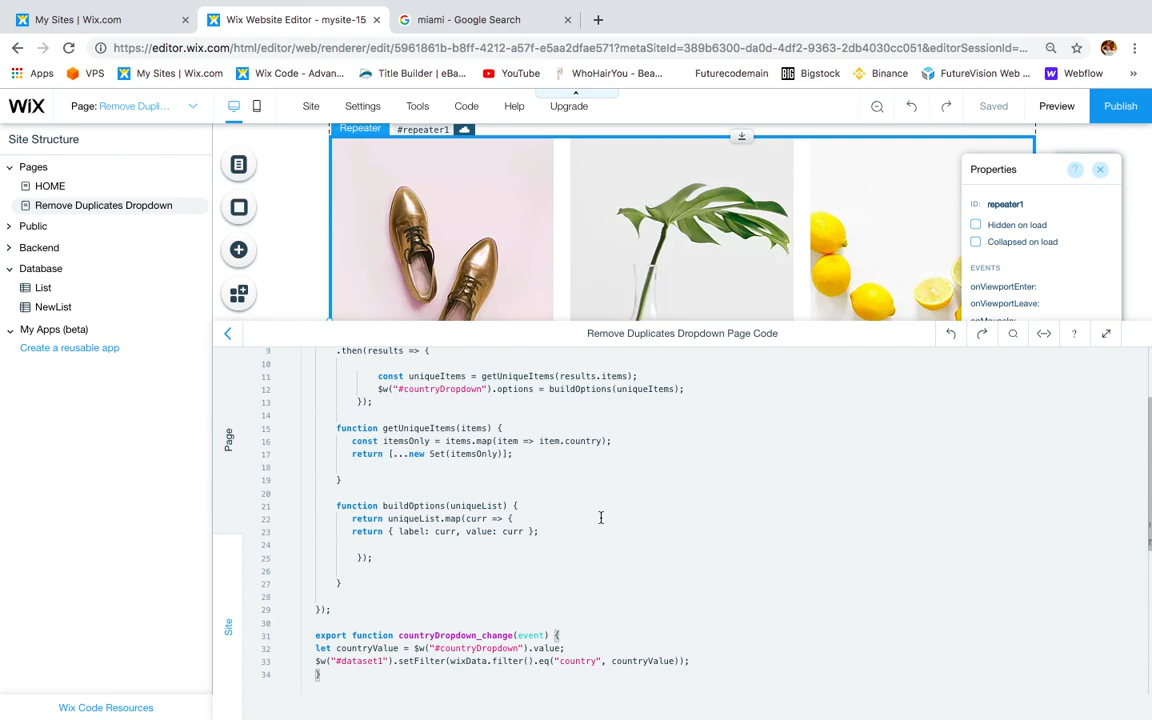 My Sites | Wix.com
Wix Website Editor - mysite-15
miami - Google Search
https://editor.wix.com/html/editor/web/renderer/edit/5961861b-b8ff-4212-a57f-e5aa2dfae571?metaSiteId=389b6300-da0d-4df2-9363-2db4030cc051&editorSessionId=...
Apps
VPS
My Sites | Wix.com
Wix Code - Advan...
Title Builder | eBa...
YouTube
WhoHairYou - Bea...
Futurecodemain
Bigstock
Binance
FutureVision Web ...
Webflow
»
WiX
Page: Remove Dupli...
Site
Settings
Tools
Code
Help
Upgrade
Saved
Preview
Publish
Site Structure
Pages
HOME
Remove Duplicates Dropdown
Public
Backend
Database
List
NewList
My Apps (beta)
Create a reusable app
Wix Code Resources
Repeater
#repeater1
Properties
?
ID: repeater1
Hidden on load
Collapsed on load
EVENTS
onViewportEnter:
onViewportLeave:
Remove Duplicates Dropdown Page Code
?
Page
Site
9 .then(results => {
10
11 const uniqueItems = getUniqueItems(results.items);
12 $w("#countryDropdown").options = buildOptions(uniqueItems);
13 });
14
15 function getUniqueItems(items) {
16 const itemsOnly = items.map(item => item.country);
17 return [...new Set(itemsOnly)];
18
19 }
20
21 function buildOptions(uniqueList) {
22 return uniqueList.map(curr => {
23 return { label: curr, value: curr };
24
25 });
26
27 }
28
29 });
30
31 export function countryDropdown_change(event) {
32 let countryValue = $w("#countryDropdown").value;
33 $w("#dataset1").setFilter(wixData.filter().eq("country", countryValue));
34 }